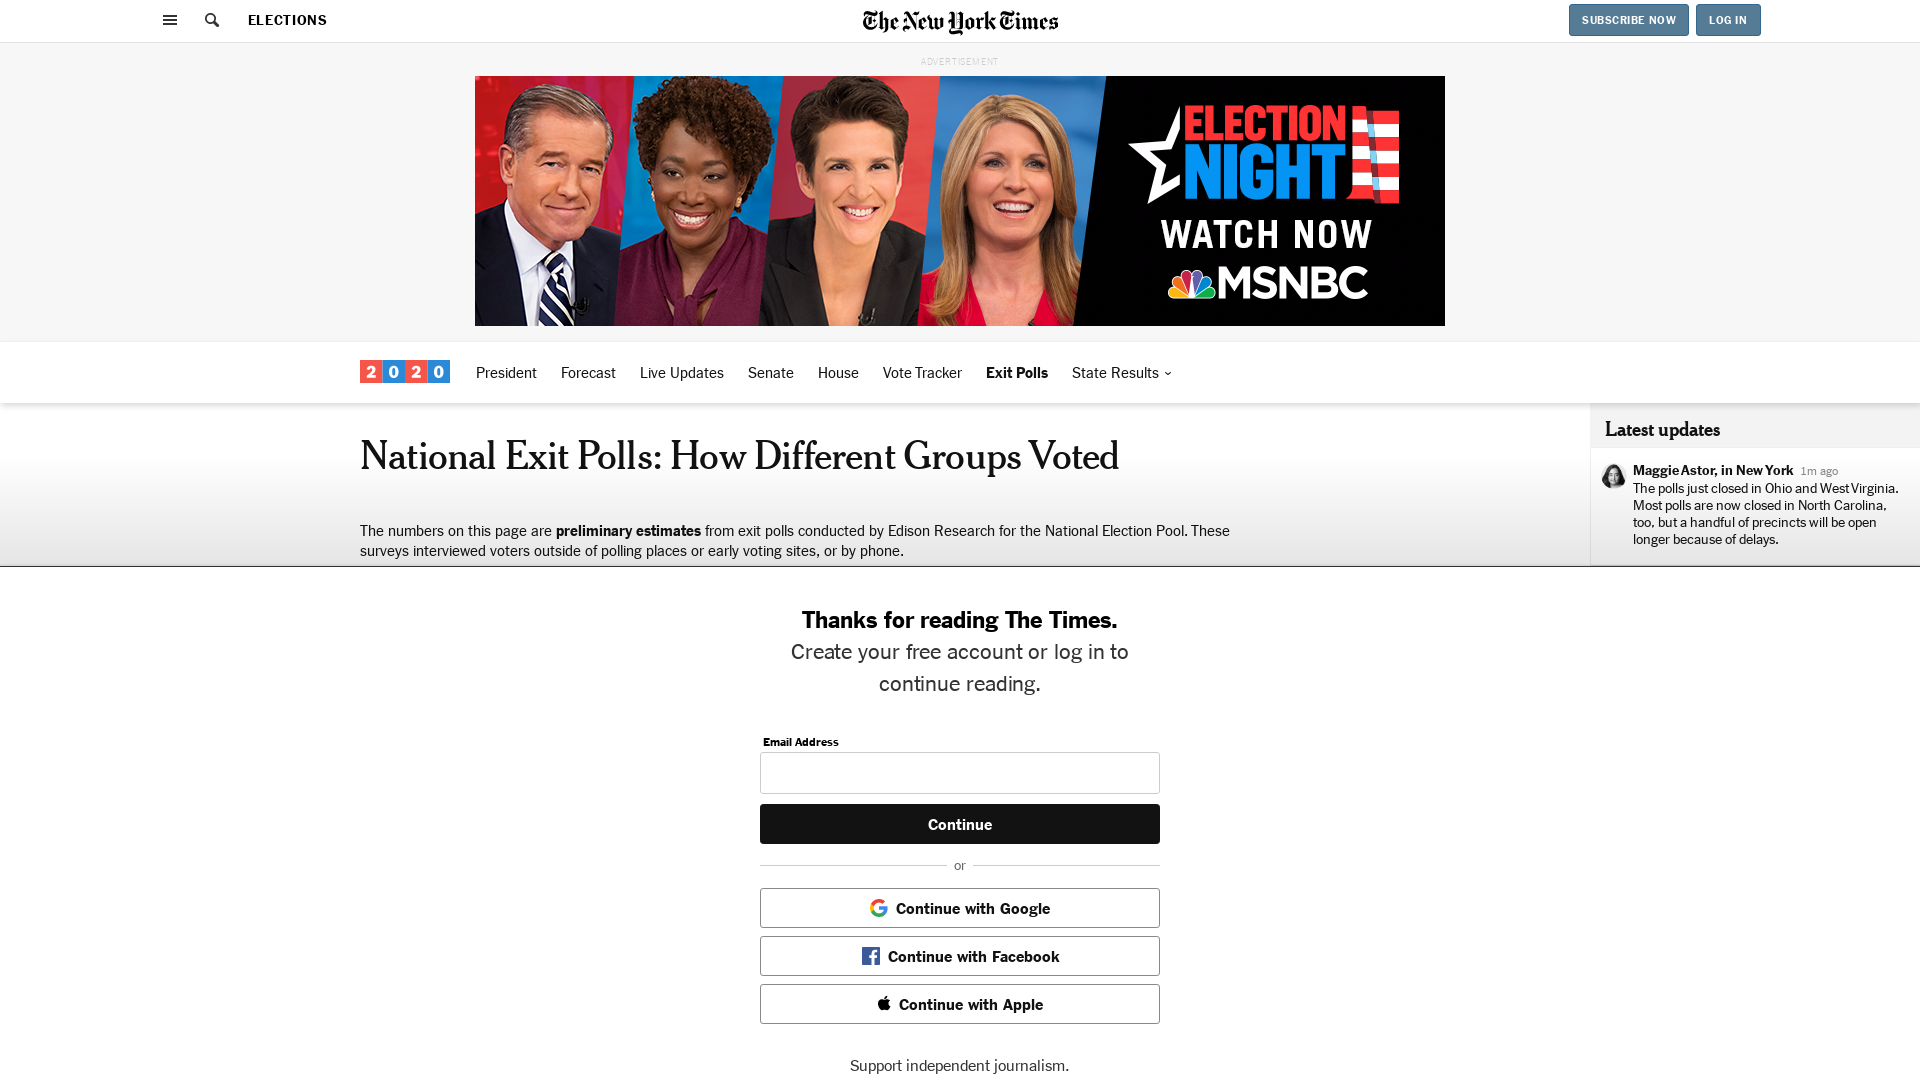 ELECTIONS
The New York Times
SUBSCRIBE NOW
LOG IN
ADVERTISEMENT
ELECTION
NIGHT
WATCH NOW
MSNBC
2020
President
Forecast
Live Updates
Senate
House
Vote Tracker
Exit Polls
State Results
National Exit Polls: How Different Groups Voted
The numbers on this page are preliminary estimates from exit polls conducted by Edison Research for the National Election Pool. These
surveys interviewed voters outside of polling places or early voting sites, or by phone.
Latest updates
Maggie Astor, in New York 1m ago
The polls just closed in Ohio and West Virginia.
Most polls are now closed in North Carolina,
too, but a handful of precincts will be open
longer because of delays.
Thanks for reading The Times.
Create your free account or log in to
continue reading.
Email Address
Continue
or
Continue with Google
Continue with Facebook
Continue with Apple
Support independent journalism.